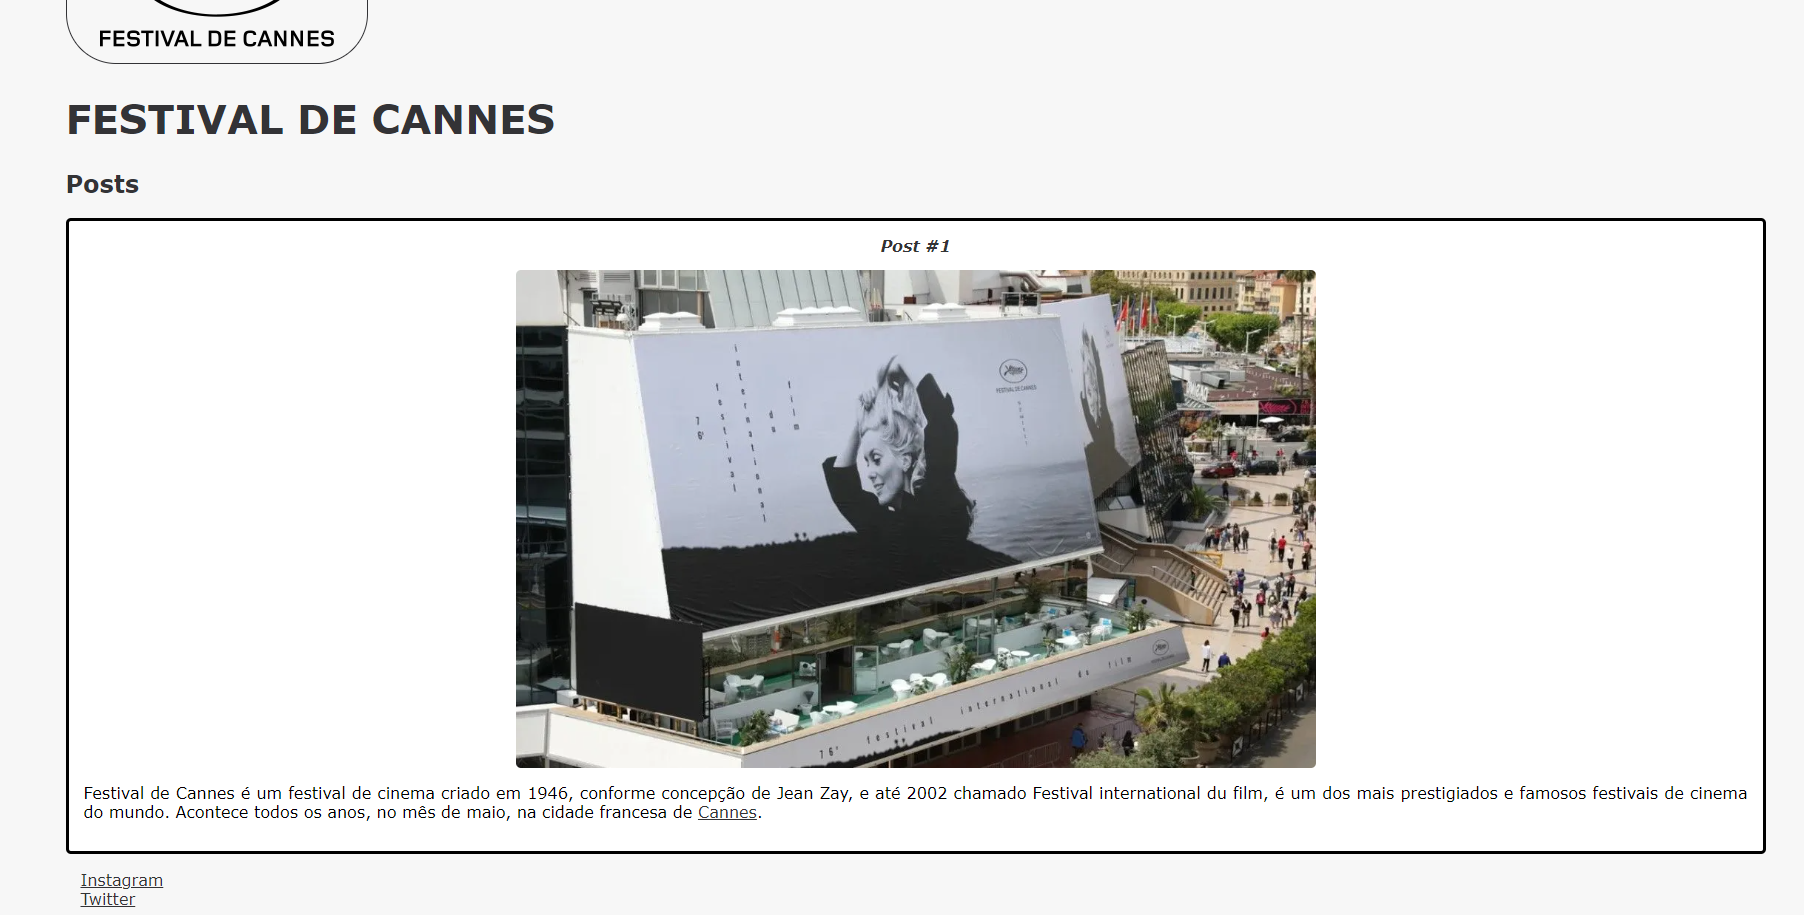 FESTIVAL DE CANNES
FESTIVAL DE CANNES
Posts
Post #1
76e
festival
international
du
film
FESTIVAL DE CANNES
76e festival international du film
Festival de Cannes é um festival de cinema criado em 1946, conforme concepção de Jean Zay, e até 2002 chamado Festival international du film, é um dos mais prestigiados e famosos festivais de cinema
do mundo. Acontece todos os anos, no mês de maio, na cidade francesa de Cannes.
Instagram
Twitter